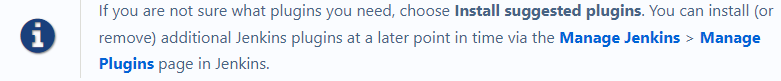 If you are not sure what plugins you need, choose Install suggested plugins. You can install (or
remove) additional Jenkins plugins at a later point in time via the Manage Jenkins > Manage
Plugins page in Jenkins.